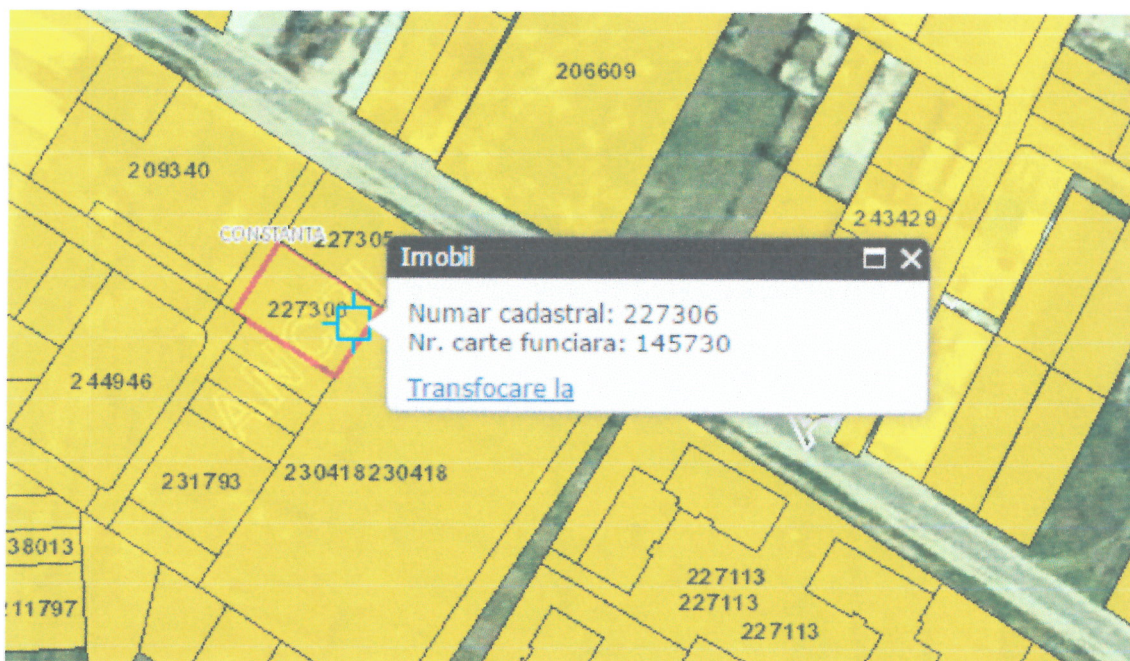 206609
209340
243429
CONSTANTA
227305
Imobil
Numar cadastral: 227306
Nr. carte funciara: 145730
Transfocare la
244946
231793
230418230418
38013
211797
227113
227113
227113